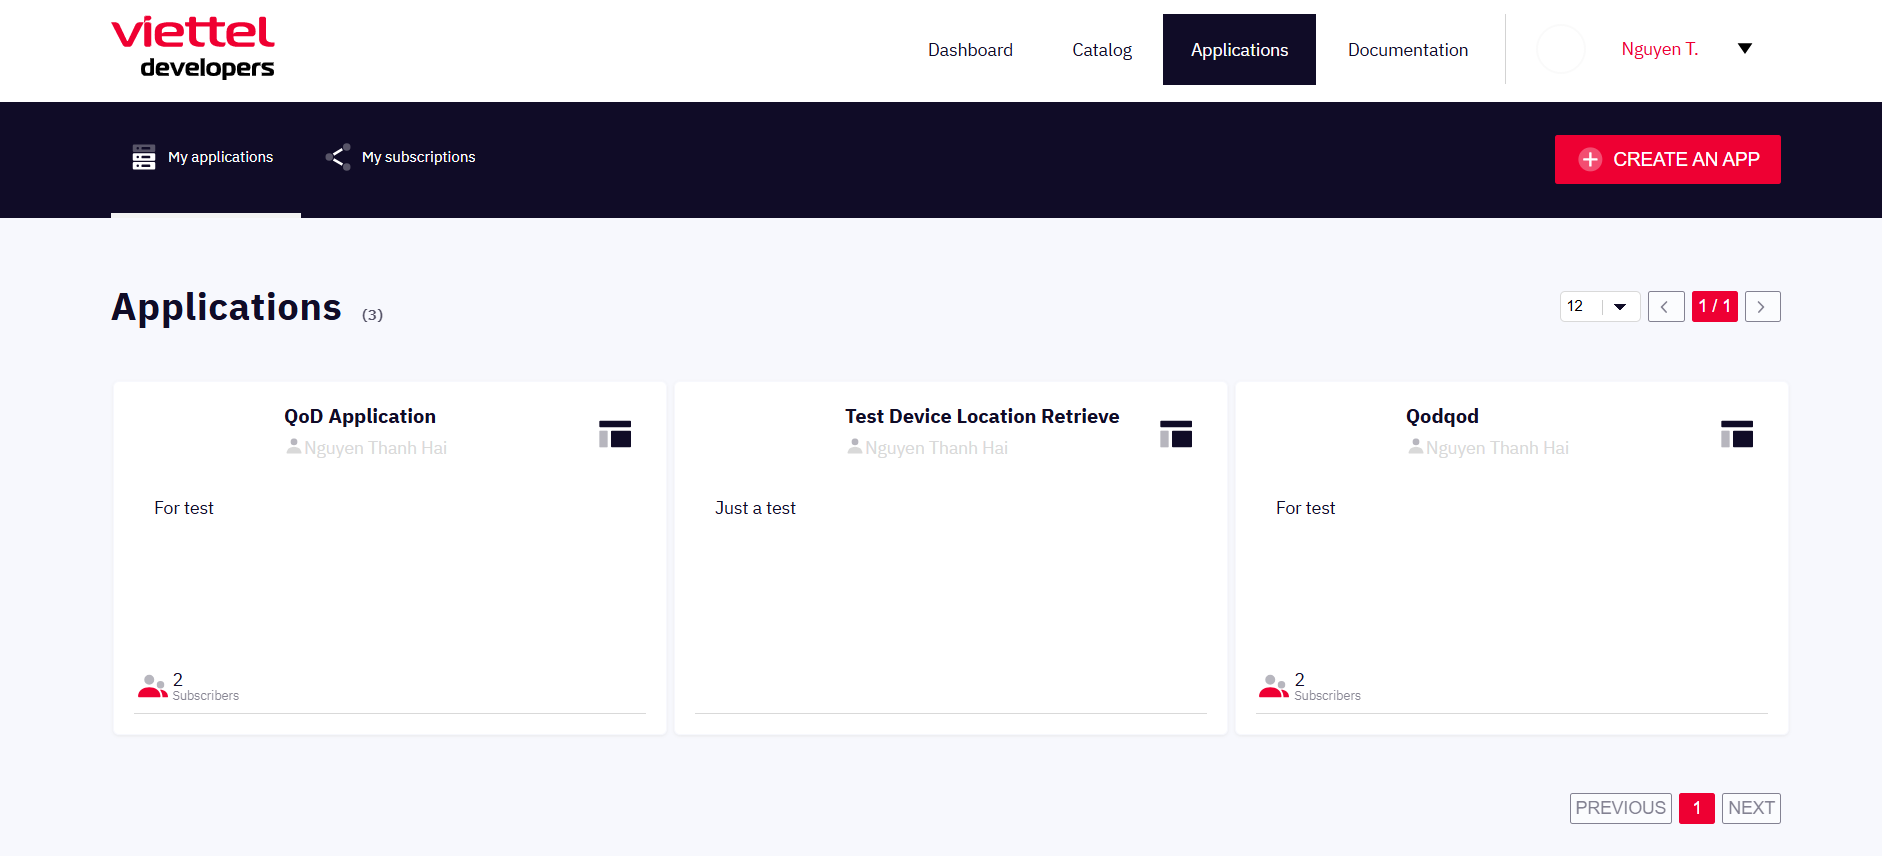 viettel
developers
Dashboard
Catalog
Applications
Documentation
Nguyen T.
My applications
My subscriptions
CREATE AN APP
Applications (3)
12
1 / 1
QoD Application
Nguyen Thanh Hai
For test
2
Subscribers
Test Device Location Retrieve
Nguyen Thanh Hai
Just a test
Qodqod
Nguyen Thanh Hai
For test
2
Subscribers
PREVIOUS
1
NEXT